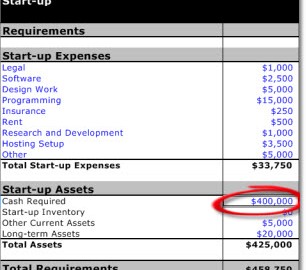 Start-up
Requirements
Start-up Expenses
Legal $1,000
Software $2,500
Design Work $5,000
Programming $15,000
Insurance $250
Rent $500
Research and Development $1,000
Hosting Setup $3,500
Other $5,000
Total Start-up Expenses $33,750
Start-up Assets
Cash Required $400,000
Start-up Inventory $0
Other Current Assets $5,000
Long-term Assets $20,000
Total Assets $425,000
Total Requirements $458,750